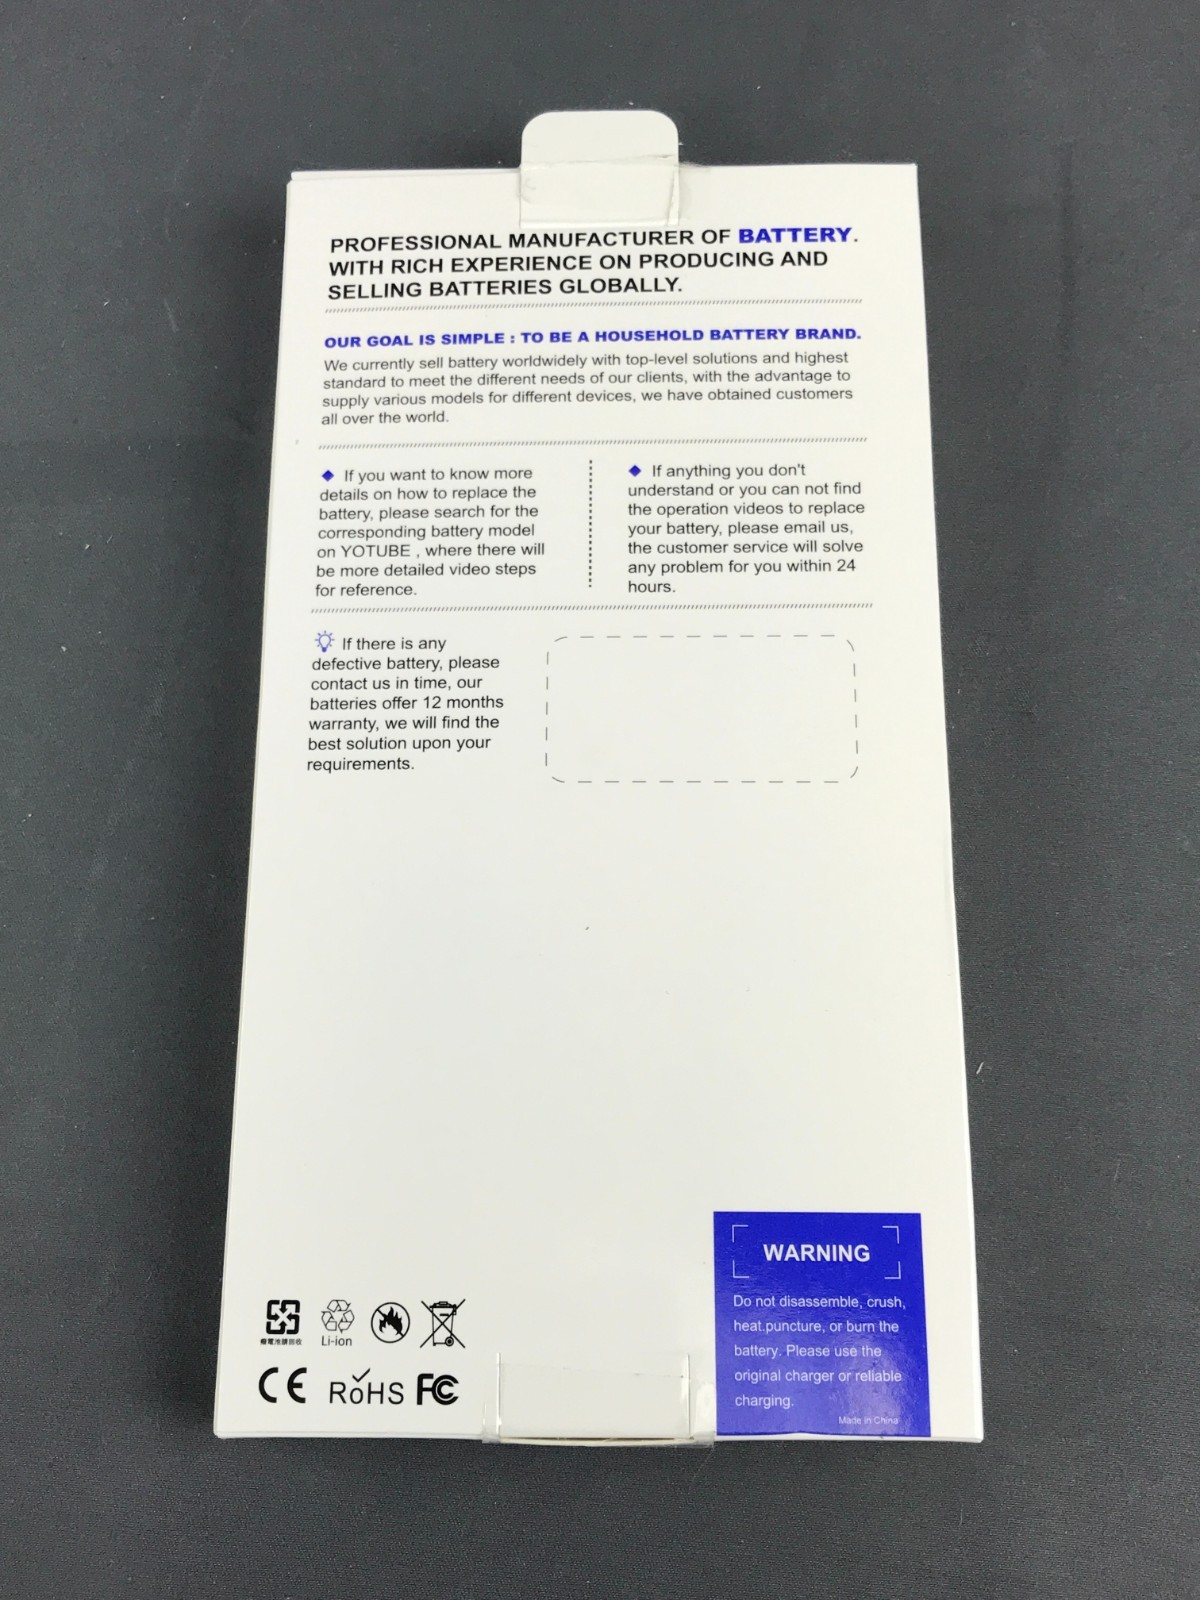 PROFESSIONAL MANUFACTURER OF BATTERY.
WITH RICH EXPERIENCE ON PRODUCING AND
SELLING BATTERIES GLOBALLY.
OUR GOAL IS SIMPLE : TO BE A HOUSEHOLD BATTERY BRAND.
We currently sell battery worldwidely with top-level solutions and highest
standard to meet the different needs of our clients, with the advantage to
supply various models for different devices, we have obtained customers
all over the world.
If you want to know more
details on how to replace the
battery, please search for the
corresponding battery model
on YOTUBE , where there will
be more detailed video steps
for reference.
If anything you don't
understand or you can not find
the operation videos to replace
your battery, please email us,
the customer service will solve
any problem for you within 24
hours.
If there is any
defective battery, please
contact us in time, our
batteries offer 12 months
warranty, we will find the
best solution upon your
requirements.
WARNING
Do not disassemble, crush,
heat.puncture, or burn the
battery. Please use the
original charger or reliable
charging.
Made in China
廢電池請回收
Li-ion
CE RoHS FC